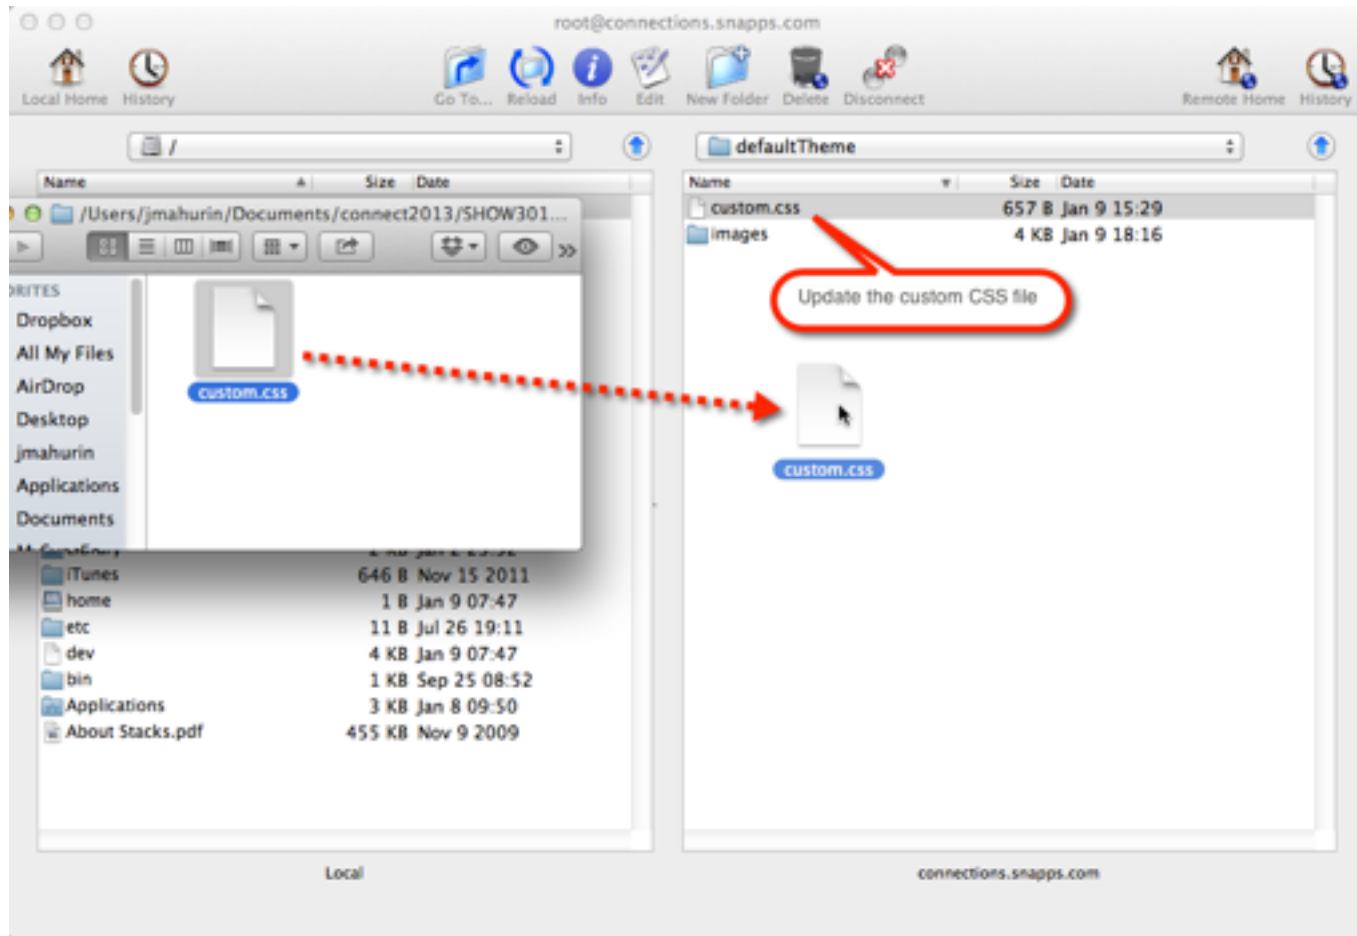 root@connections.snapps.com
Local Home History Go To... Reload Info Edit New Folder Delete Disconnect Remote Home History
/
defaultTheme
Name Size Date
Name Size Date
/Users/jmahurin/Documents/connect2013/SHOW301...
custom.css 657 B Jan 9 15:29
images 4 KB Jan 9 18:16
Update the custom CSS file
Dropbox
All My Files
AirDrop
Desktop
jmahurin
Applications
Documents
custom.css
custom.css
iTunes 646 B Nov 15 2011
home 1 B Jan 9 07:47
etc 11 B Jul 26 19:11
dev 4 KB Jan 9 07:47
bin 1 KB Sep 25 08:52
Applications 3 KB Jan 8 09:50
About Stacks.pdf 455 KB Nov 9 2009
Local
connections.snapps.com